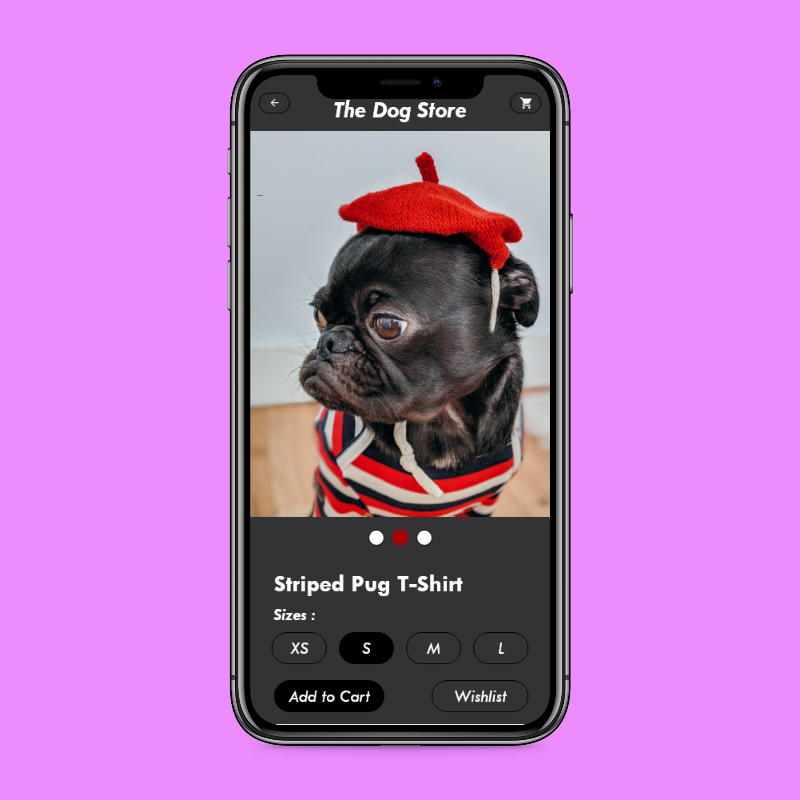 The Dog Store
Striped Pug T-Shirt
Sizes :
XS S M L
Add to Cart Wishlist